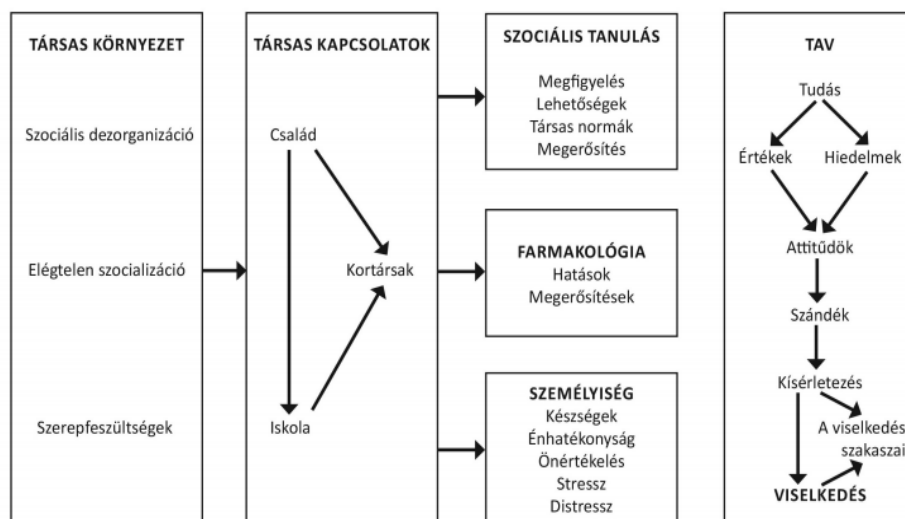 TÁRSAS KÖRNYEZET
Szociális dezorganizáció
Elégtelen szocializáció
Szerepfeszültségek
TÁRSAS KAPCSOLATOK
Család
Kortársak
Iskola
SZOCIÁLIS TANULÁS
Megfigyelés
Lehetőségek
Társas normák
Megerősítés
FARMAKOLÓGIA
Hatások
Megerősítések
SZEMÉLYISÉG
Készségek
Énhatékonyság
Önértékelés
Stressz
Distressz
TAV
Tudás
Értékek
Hiedelmek
Attitűdök
Szándék
Kísérletezés
A viselkedés
szakaszai
VISELKEDÉS